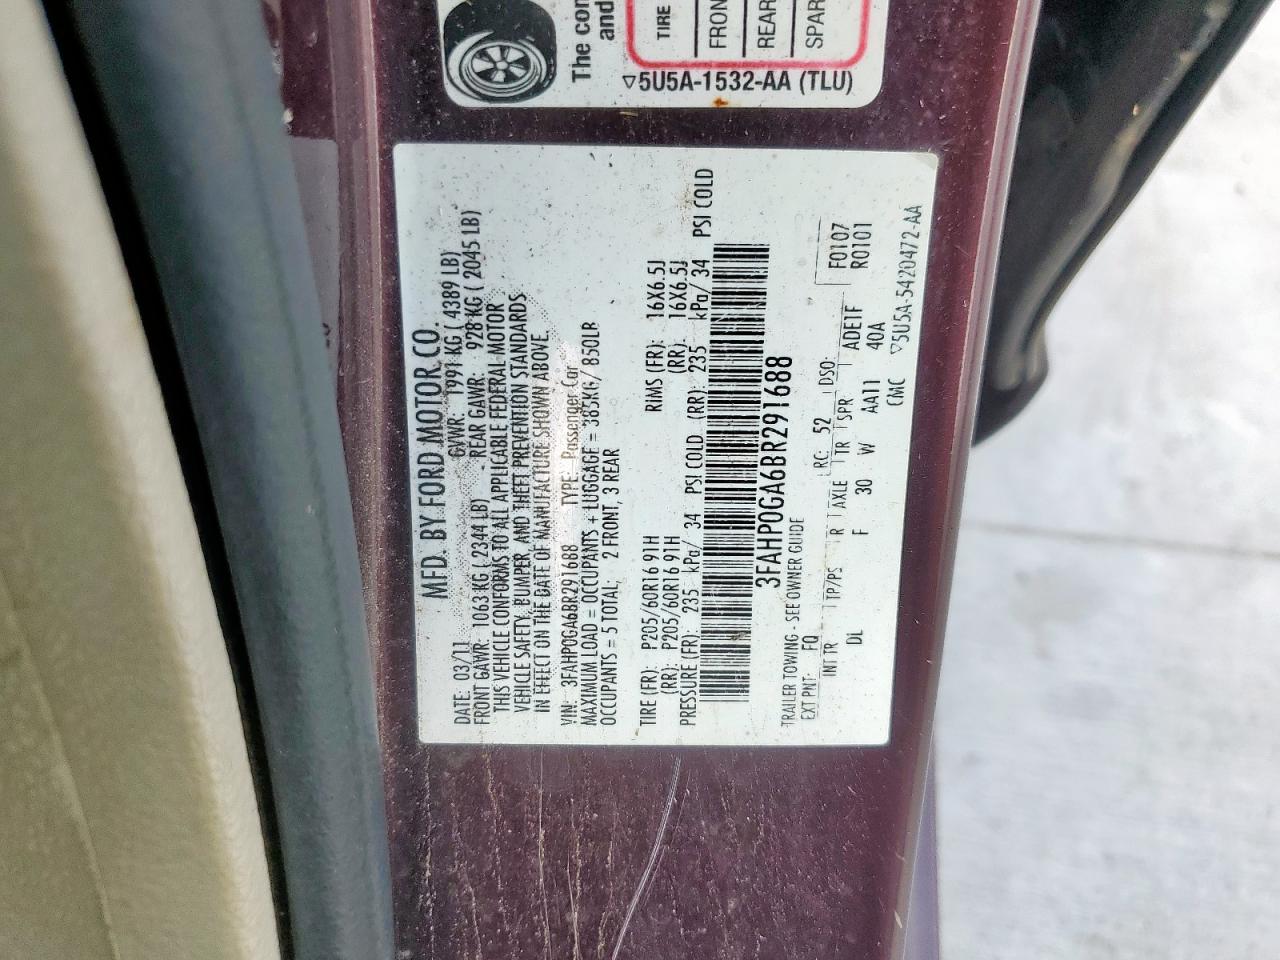 The con
and
TIRE
FRON
REAR
SPAR
▽5U5A-1532-AA (TLU)
MFD. BY FORD MOTOR CO.
DATE: 03/11 GVWR: 1991 KG ( 4389 LB)
FRONT GAWR: 1063 KG ( 2344 LB) REAR GAWR: 928 KG ( 2045 LB)
THIS VEHICLE CONFORMS TO ALL APPLICABLE FEDERAL MOTOR
VEHICLE SAFETY, BUMPER, AND THEFT PREVENTION STANDARDS
IN EFFECT ON THE DATE OF MANUFACTURE SHOWN ABOVE.
VIN: 3FAHP0GA6BR291688 TYPE: Passenger Car
MAXIMUM LOAD = OCCUPANTS + LUGGAGE = 385KG/ 850LB
OCCUPANTS = 5 TOTAL; 2 FRONT, 3 REAR
TIRE (FR): P205/60R16 91H RIMS (FR): 16X6.5J
(RR): P205/60R16 91H (RR): 16X6.5J
PRESSURE (FR): 235 kPa/ 34 PSI COLD (RR): 235 kPa/ 34 PSI COLD
3FAHP0GA6BR291688
TRAILER TOWING - SEE OWNER GUIDE
EXT PNT: FQ RC: 52 DSO: F0107
R0101
INT TR TP/PS R AXLE TR SPR ADEIF
DL F 30 W AA11 40A
CMC ▽5U5A-5420472-AA